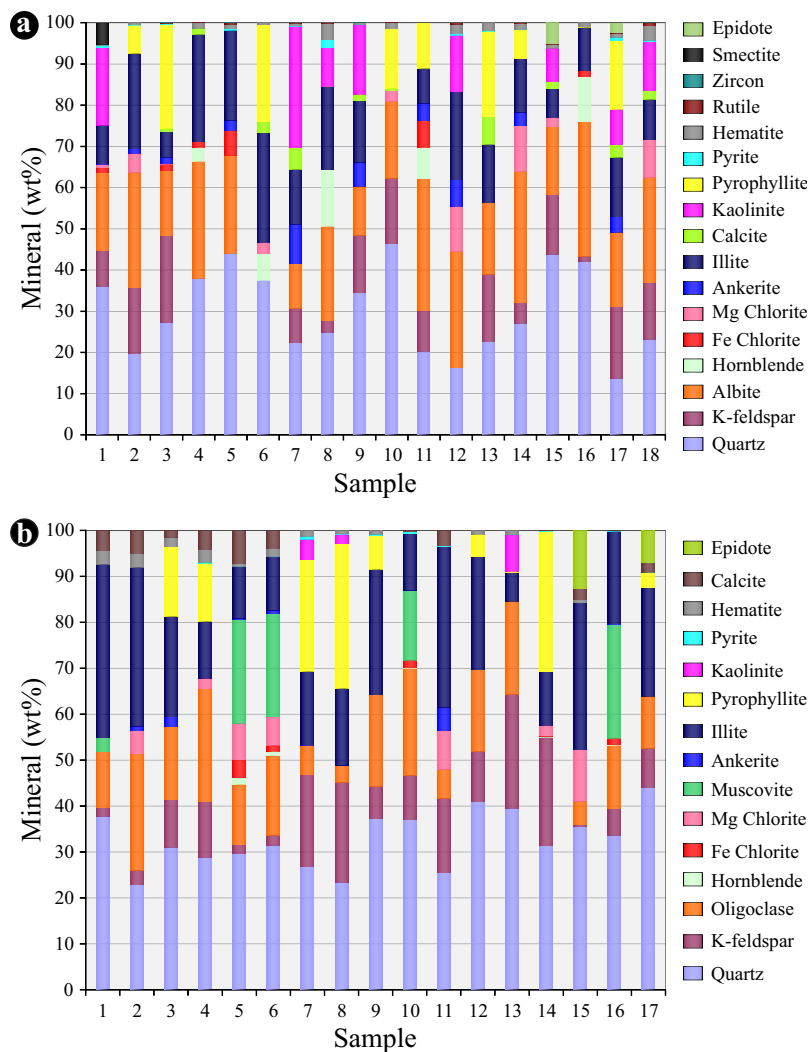 a
Mineral (wt%)
100
90
80
70
60
50
40
30
20
10
0
1 2 3 4 5 6 7 8 9 10 11 12 13 14 15 16 17 18
Sample
Epidote
Smectite
Zircon
Rutile
Hematite
Pyrite
Pyrophyllite
Kaolinite
Calcite
Illite
Ankerite
Mg Chlorite
Fe Chlorite
Hornblende
Albite
K-feldspar
Quartz
b
Mineral (wt%)
100
90
80
70
60
50
40
30
20
10
0
1 2 3 4 5 6 7 8 9 10 11 12 13 14 15 16 17
Sample
Epidote
Calcite
Hematite
Pyrite
Kaolinite
Pyrophyllite
Illite
Ankerite
Muscovite
Mg Chlorite
Fe Chlorite
Hornblende
Oligoclase
K-feldspar
Quartz